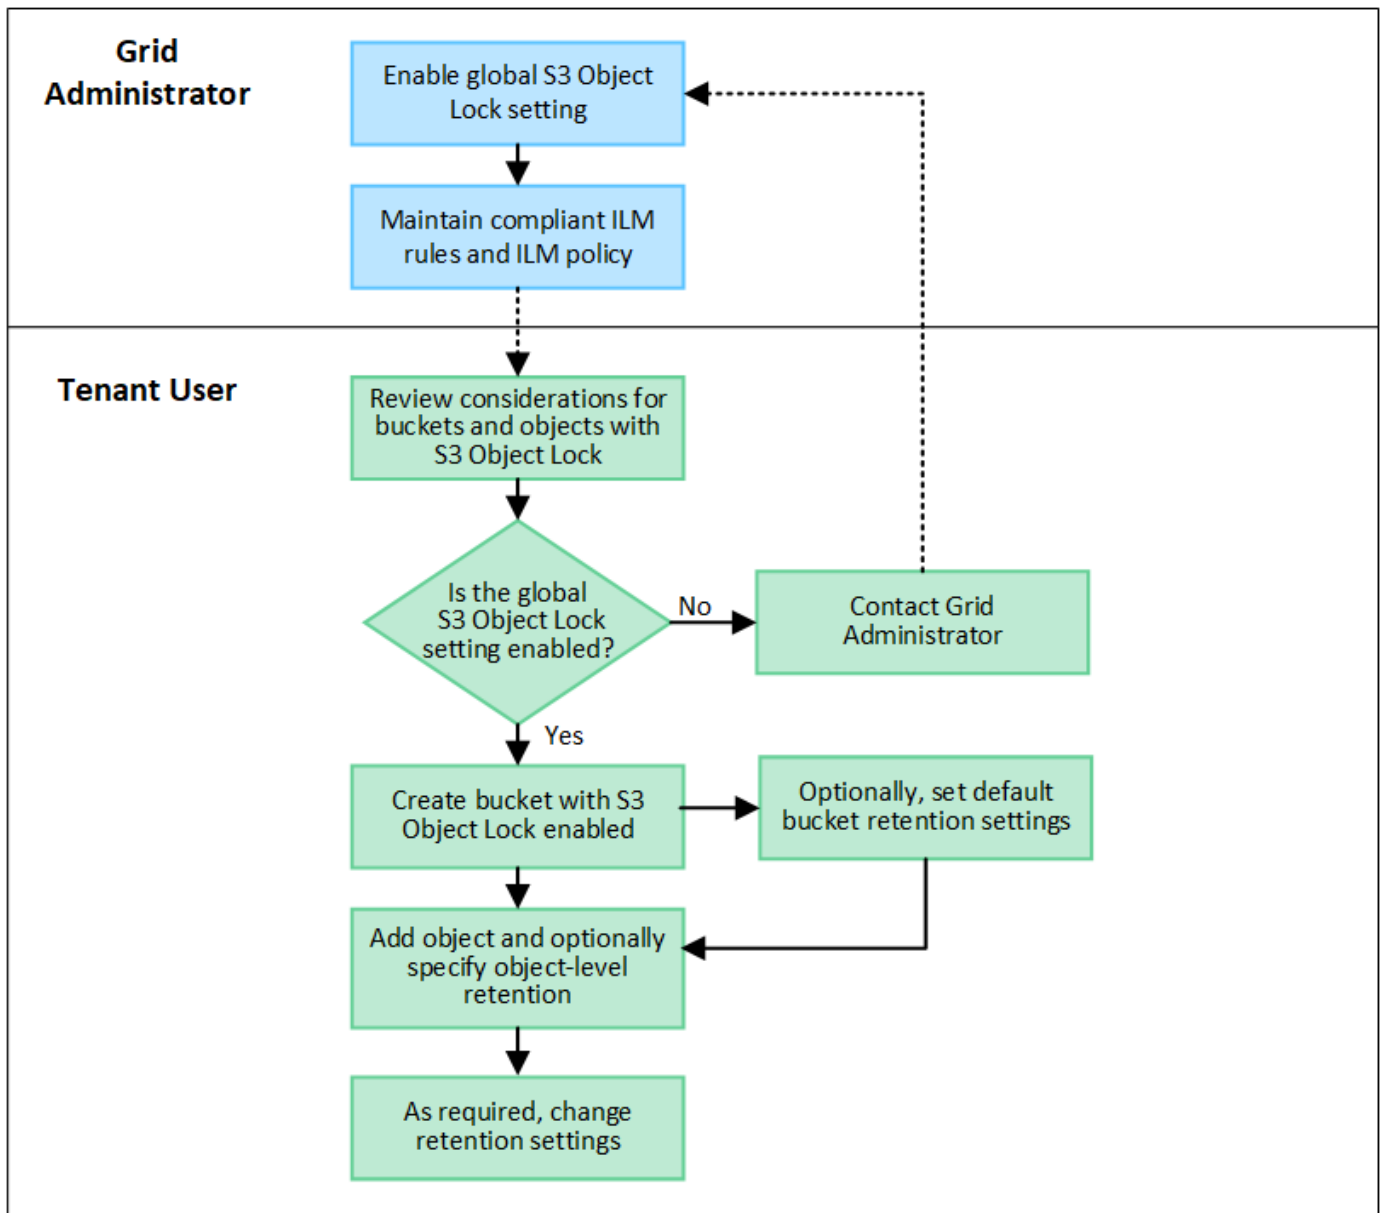 Grid
Administrator
Enable global S3 Object
Lock setting
Maintain compliant ILM
rules and ILM policy
Tenant User
Review considerations for
buckets and objects with
S3 Object Lock
Is the global
S3 Object Lock
setting enabled?
No
Contact Grid
Administrator
Yes
Create bucket with S3
Object Lock enabled
Optionally, set default
bucket retention settings
Add object and optionally
specify object-level
retention
As required, change
retention settings